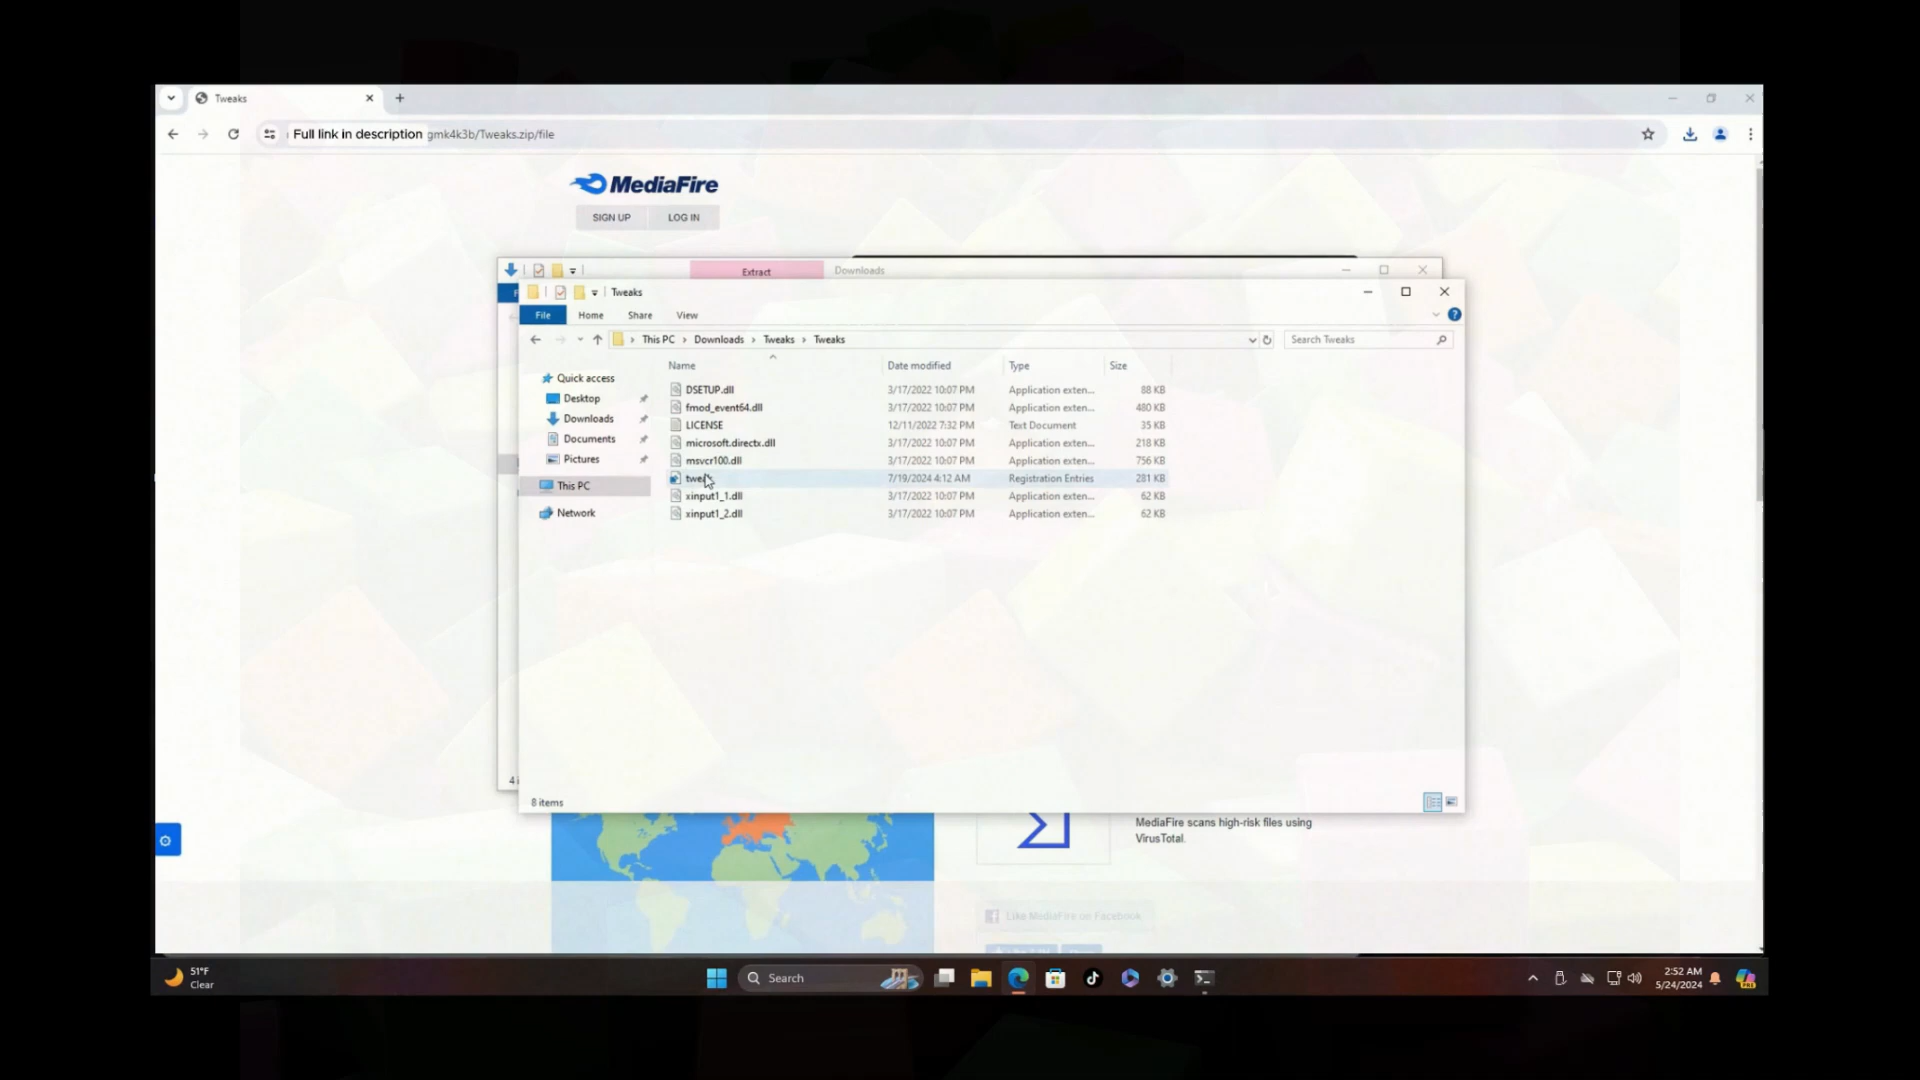 Tweaks
Full link in description gmk4k3b/Tweaks.zip/file
MediaFire
SIGN UP
LOG IN
Extract
Downloads
Tweaks
File
Home
Share
View
This PC
Downloads
Tweaks
Tweaks
Search Tweaks
Name
Date modified
Type
Size
Quick access
Desktop
Downloads
Documents
Pictures
This PC
Network
DSETUP.dll 3/17/2022 10:07 PM Application exten... 88 KB
fmod_event64.dll 3/17/2022 10:07 PM Application exten... 480 KB
LICENSE 12/11/2022 7:32 PM Text Document 35 KB
microsoft.directx.dll 3/17/2022 10:07 PM Application exten... 218 KB
msvcr100.dll 3/17/2022 10:07 PM Application exten... 756 KB
7/19/2024 4:12 AM Registration Entries 281 KB
xinput1_1.dll 3/17/2022 10:07 PM Application exten... 62 KB
xinput1_2.dll 3/17/2022 10:07 PM Application exten... 62 KB
8 items
MediaFire scans high-risk files using
VirusTotal.
Like MediaFire on Facebook
51°F
Clear
Search
2:52 AM
5/24/2024